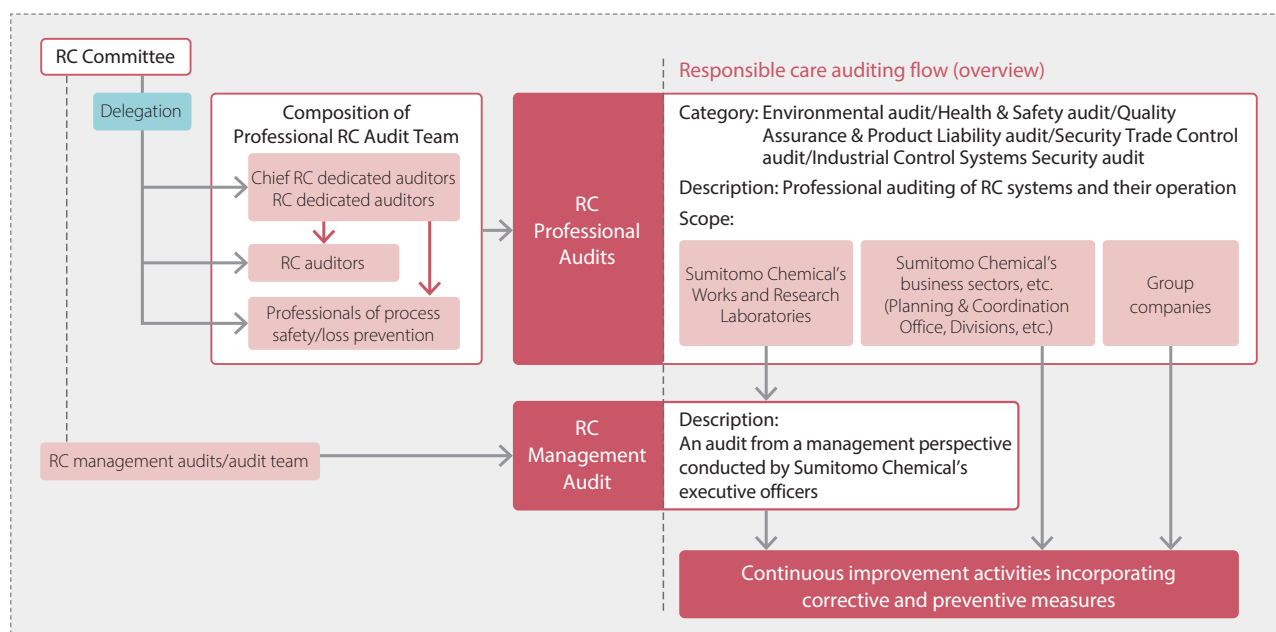 RC Committee
Delegation
Composition of
Professional RC Audit Team
Chief RC dedicated auditors
RC dedicated auditors
RC auditors
Professionals of process
safety/loss prevention
RC management audits/audit team
RC
Professional
Audits
RC
Management
Audit
Responsible care auditing flow (overview)
Category: Environmental audit/Health & Safety audit/Quality
Assurance & Product Liability audit/Security Trade Control
audit/Industrial Control Systems Security audit
Description: Professional auditing of RC systems and their operation
Scope:
Sumitomo Chemical's
Works and Research
Laboratories
Sumitomo Chemical's
business sectors, etc.
(Planning & Coordination
Office, Divisions, etc.)
Group
companies
Description:
An audit from a management perspective
conducted by Sumitomo Chemical's
executive officers
Continuous improvement activities incorporating
corrective and preventive measures